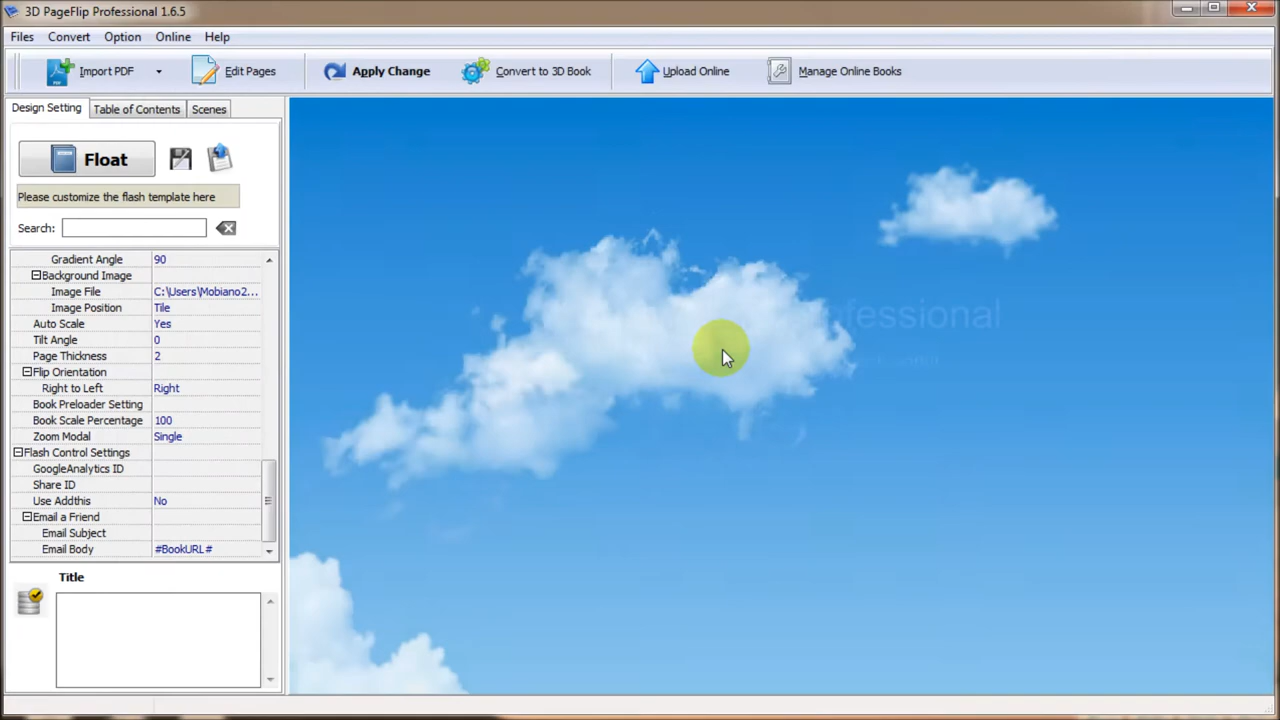 3D PageFlip Professional 1.6.5
Files Convert Option Online Help
Import PDF Edit Pages Apply Change Convert to 3D Book Upload Online Manage Online Books
Design Setting Table of Contents Scenes
Float
Please customize the flash template here
Search:
Gradient Angle 90
Background Image
Image File C:\Users\Mobiano2...
Image Position Tile
Auto Scale Yes
Tilt Angle 0
Page Thickness 2
Flip Orientation
Right to Left Right
Book Preloader Setting
Book Scale Percentage 100
Zoom Modal Single
Flash Control Settings
GoogleAnalytics ID
Share ID
Use Addthis No
Email a Friend
Email Subject
Email Body #BookURL#
Title